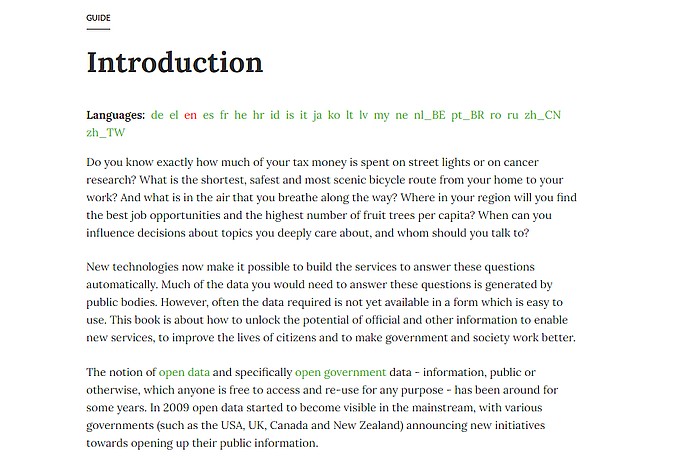 GUIDE
Introduction
Languages: de el en es fr he hr id is it ja ko lt lv my ne nl_BE pt_BR ro ru zh_CN
zh_TW
Do you know exactly how much of your tax money is spent on street lights or on cancer
research? What is the shortest, safest and most scenic bicycle route from your home to your
work? And what is in the air that you breathe along the way? Where in your region will you find
the best job opportunities and the highest number of fruit trees per capita? When can you
influence decisions about topics you deeply care about, and whom should you talk to?
New technologies now make it possible to build the services to answer these questions
automatically. Much of the data you would need to answer these questions is generated by
public bodies. However, often the data required is not yet available in a form which is easy to
use. This book is about how to unlock the potential of official and other information to enable
new services, to improve the lives of citizens and to make government and society work better.
The notion of open data and specifically open government data - information, public or
otherwise, which anyone is free to access and re-use for any purpose - has been around for
some years. In 2009 open data started to become visible in the mainstream, with various
governments (such as the USA, UK, Canada and New Zealand) announcing new initiatives
towards opening up their public information.